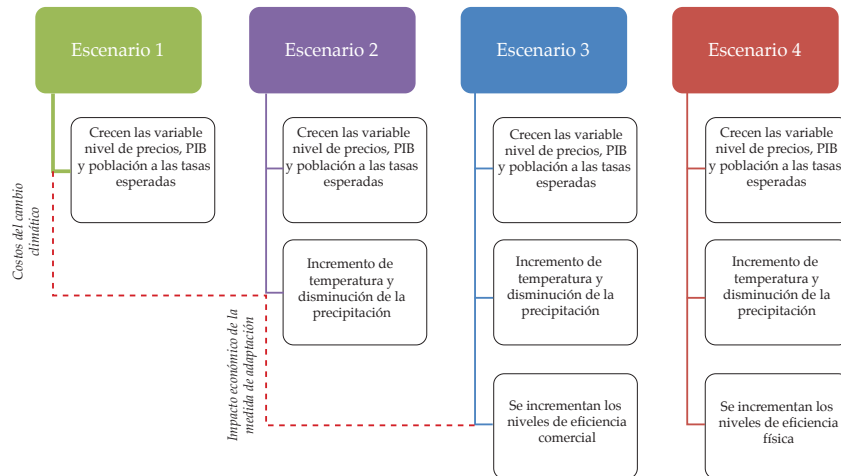 Escenario 1
Escenario 2
Escenario 3
Escenario 4
Crecen las variable
nivel de precios, PIB
y población a las tasas
esperadas
Crecen las variable
nivel de precios, PIB
y población a las tasas
esperadas
Crecen las variable
nivel de precios, PIB
y población a las tasas
esperadas
Crecen las variable
nivel de precios, PIB
y población a las tasas
esperadas
Costos del cambio
climático
Incremento de
temperatura y
disminución de la
precipitación
Incremento de
temperatura y
disminución de la
precipitación
Incremento de
temperatura y
disminución de la
precipitación
Impacto económico de la
medida de adaptación
Se incrementan los
niveles de eficiencia
comercial
Se incrementan los
niveles de eficiencia
física